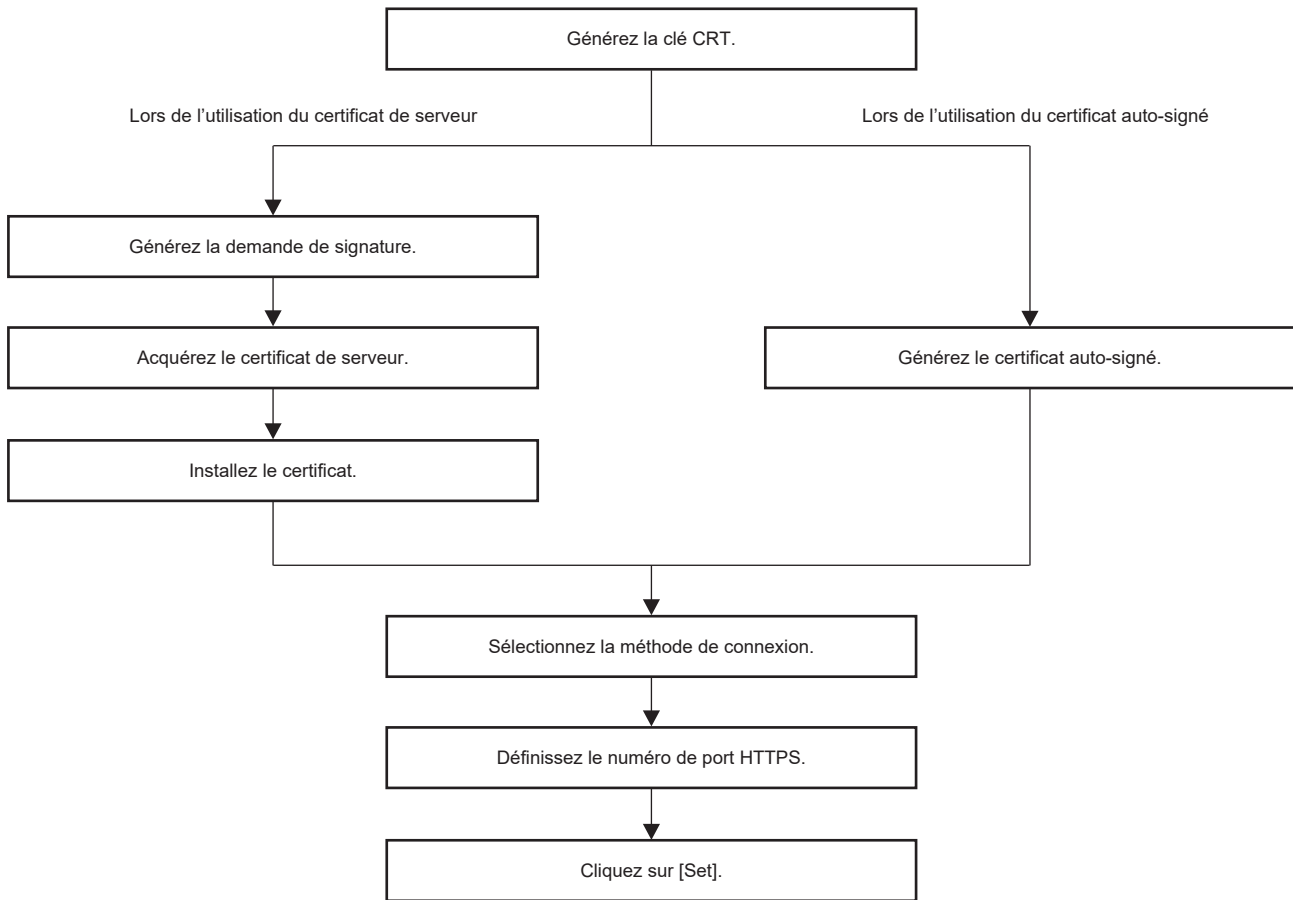 Générez la clé CRT.
Lors de l’utilisation du certificat de serveur
Lors de l’utilisation du certificat auto-signé
Générez la demande de signature.
Acquérez le certificat de serveur.
Générez le certificat auto-signé.
Installez le certificat.
Sélectionnez la méthode de connexion.
Définissez le numéro de port HTTPS.
Cliquez sur [Set].